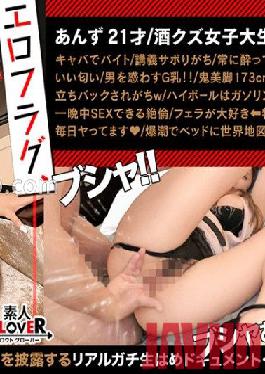 エロフラグ、
あんず 21才/酒クズ女子大生
キャバでバイト/講義サボりがち/常に酔って
いい匂い/男を惑わすG乳!!/鬼美脚173cm
立ちバックされがちw/ハイボールはガソリン
一晩中SEXできる絶倫/フェラが大好き
毎日ヤってます♥/爆潮でベッドに世界地図
ブシャ!!
素人
LOVER
を披露するリアルガチ生はめドキュメント